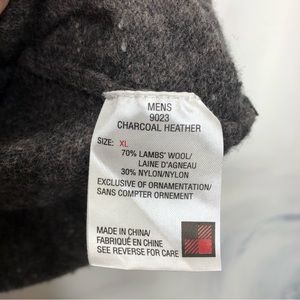 MENS
9023
CHARCOAL HEATHER
SIZE: XL
70% LAMBS' WOOL/
LAINE D'AGNEAU
30% NYLON/NYLON
EXCLUSIVE OF ORNAMENTATION/
SANS COMPTER ORNEMENT
MADE IN CHINA/
FABRIQUÉ EN CHINE
SEE REVERSE FOR CARE